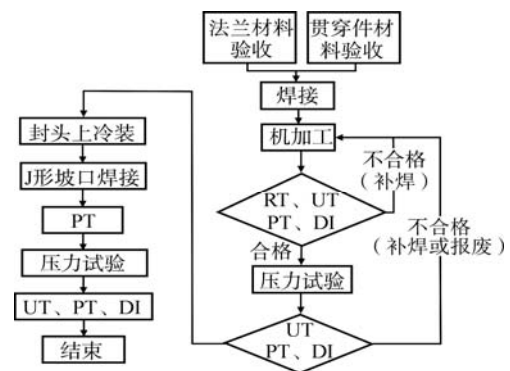 法兰材料
验收
贯穿件材
料验收
焊接
机加工
不合格
（补焊）
RT、UT
PT、DI
合格
不合格
（补焊或报废）
压力试验
UT
PT、DI
封头上冷装
J形坡口焊接
PT
压力试验
UT、PT、DI
结束